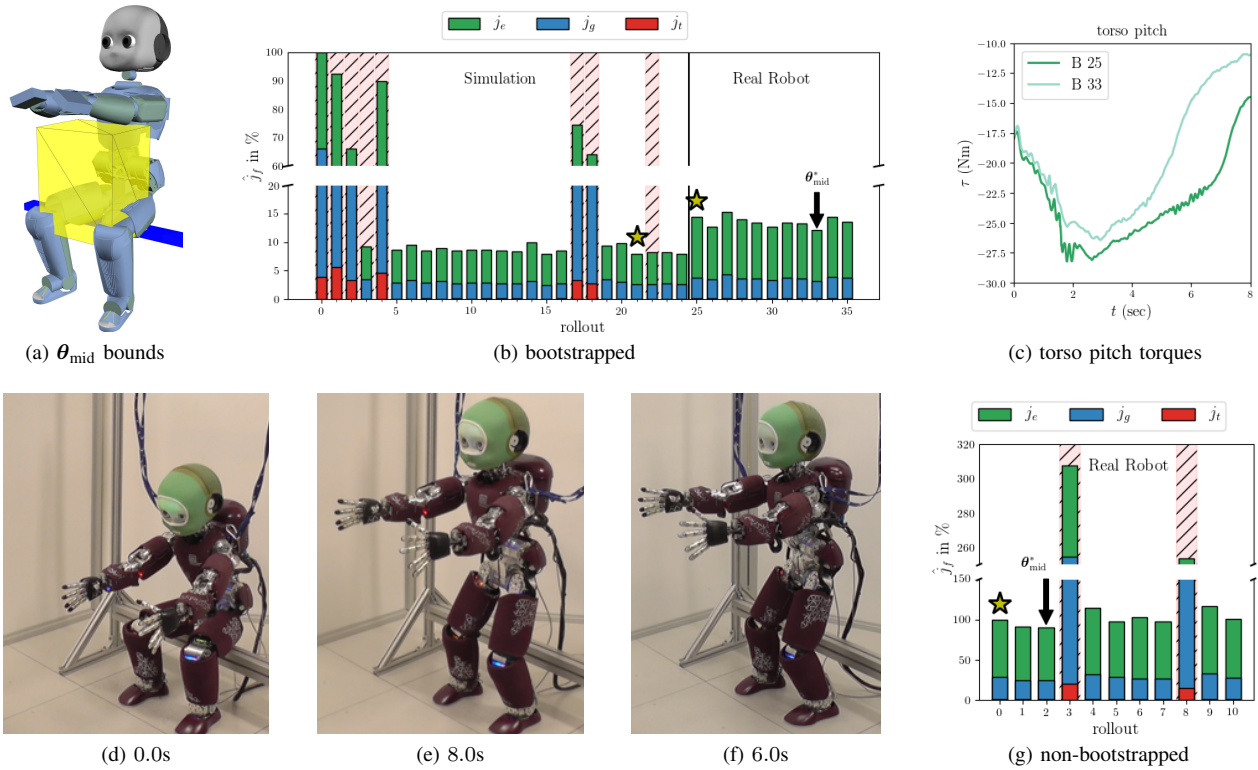 j_e j_g j_t
100
90
80
70
60
20
15
10
5
0
ĵ_f in %
Simulation
Real Robot
θ*_mid
0 5 10 15 20 25 30 35
rollout
torso pitch
B 25
B 33
−10.0
−12.5
−15.0
−17.5
−20.0
−22.5
−25.0
−27.5
−30.0
τ (Nm)
0 2 4 6 8
t (sec)
(a) θ_mid bounds
(b) bootstrapped
(c) torso pitch torques
j_e j_g j_t
320
300
280
260
150
100
50
0
ĵ_f in %
Real Robot
θ*_mid
0 1 2 3 4 5 6 7 8 9 10
rollout
(d) 0.0s
(e) 8.0s
(f) 6.0s
(g) non-bootstrapped